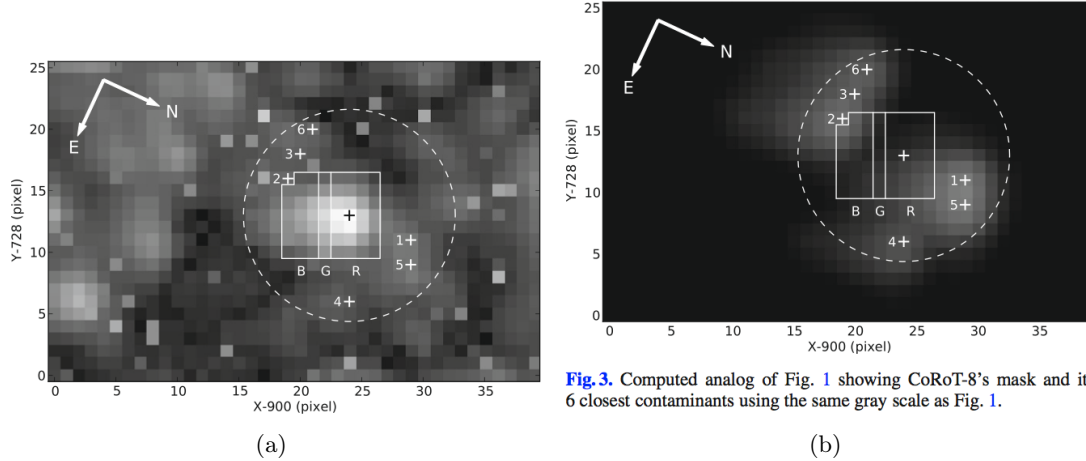 25
20
15
10
5
0
0 5 10 15 20 25 30 35
Y-728 (pixel)
X-900 (pixel)
N
E
6
3
2
1
5
4
B G R
(a)
25
20
15
10
5
0
0 5 10 15 20 25 30 35
Y-728 (pixel)
X-900 (pixel)
N
E
6
3
2
1
5
4
B G R
Fig. 3. Computed analog of Fig. 1 showing CoRoT-8's mask and it
6 closest contaminants using the same gray scale as Fig. 1.
(b)